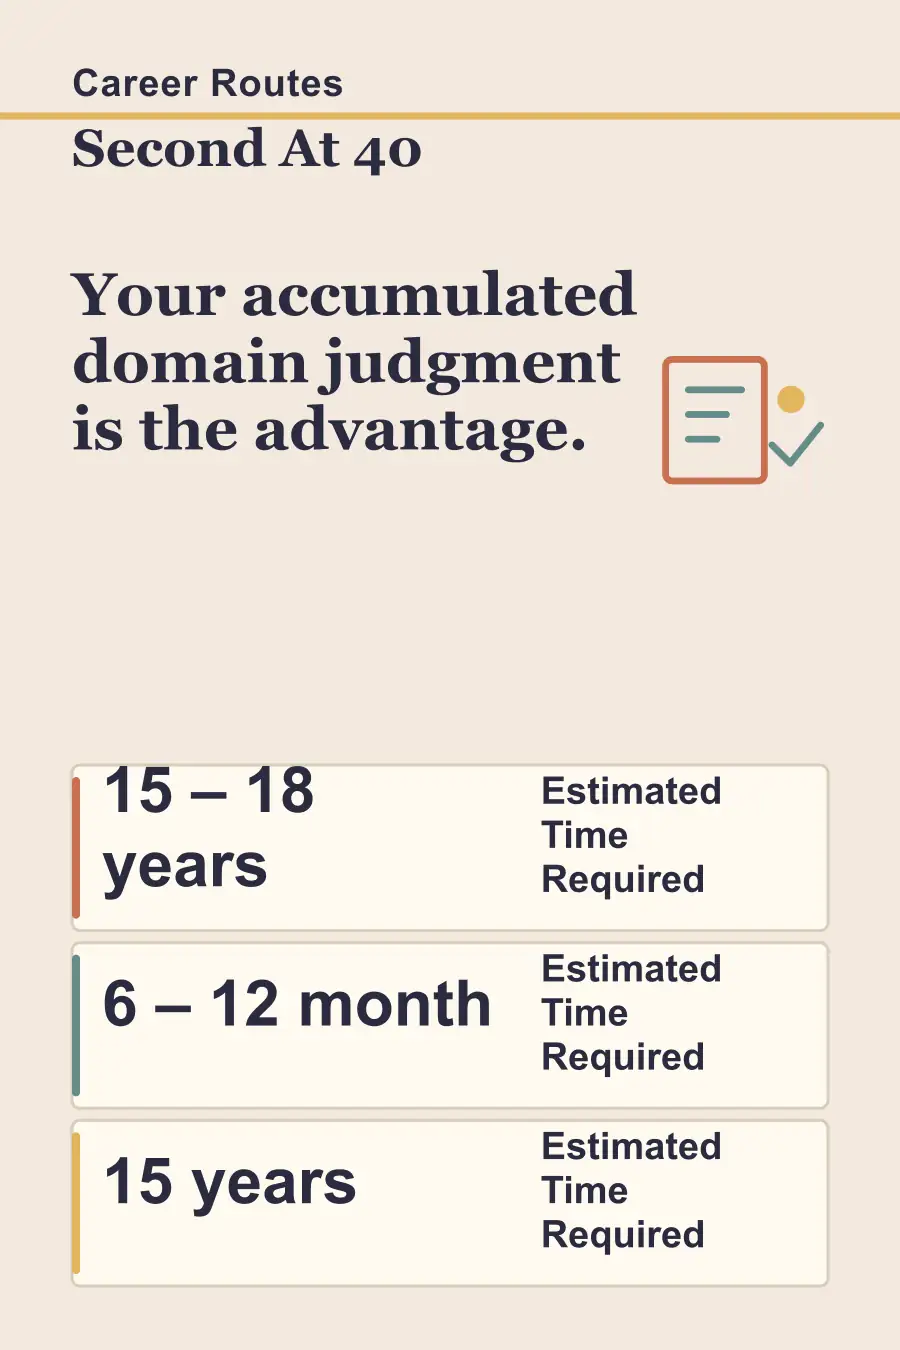 Career Routes
Second At 40
Your accumulated
domain judgment
is the advantage.
15 – 18
years
Estimated
Time
Required
6 – 12 month
Estimated
Time
Required
15 years
Estimated
Time
Required